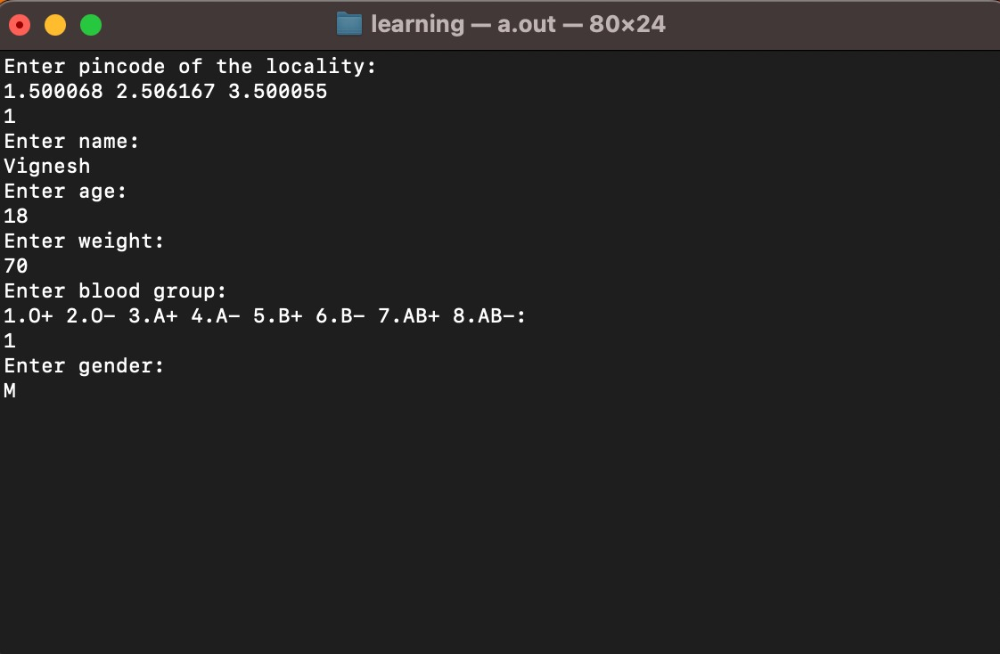 learning — a.out — 80×24
Enter pincode of the locality:
1.500068 2.506167 3.500055
1
Enter name:
Vignesh
Enter age:
18
Enter weight:
70
Enter blood group:
1.O+ 2.O- 3.A+ 4.A- 5.B+ 6.B- 7.AB+ 8.AB-:
1
Enter gender:
M